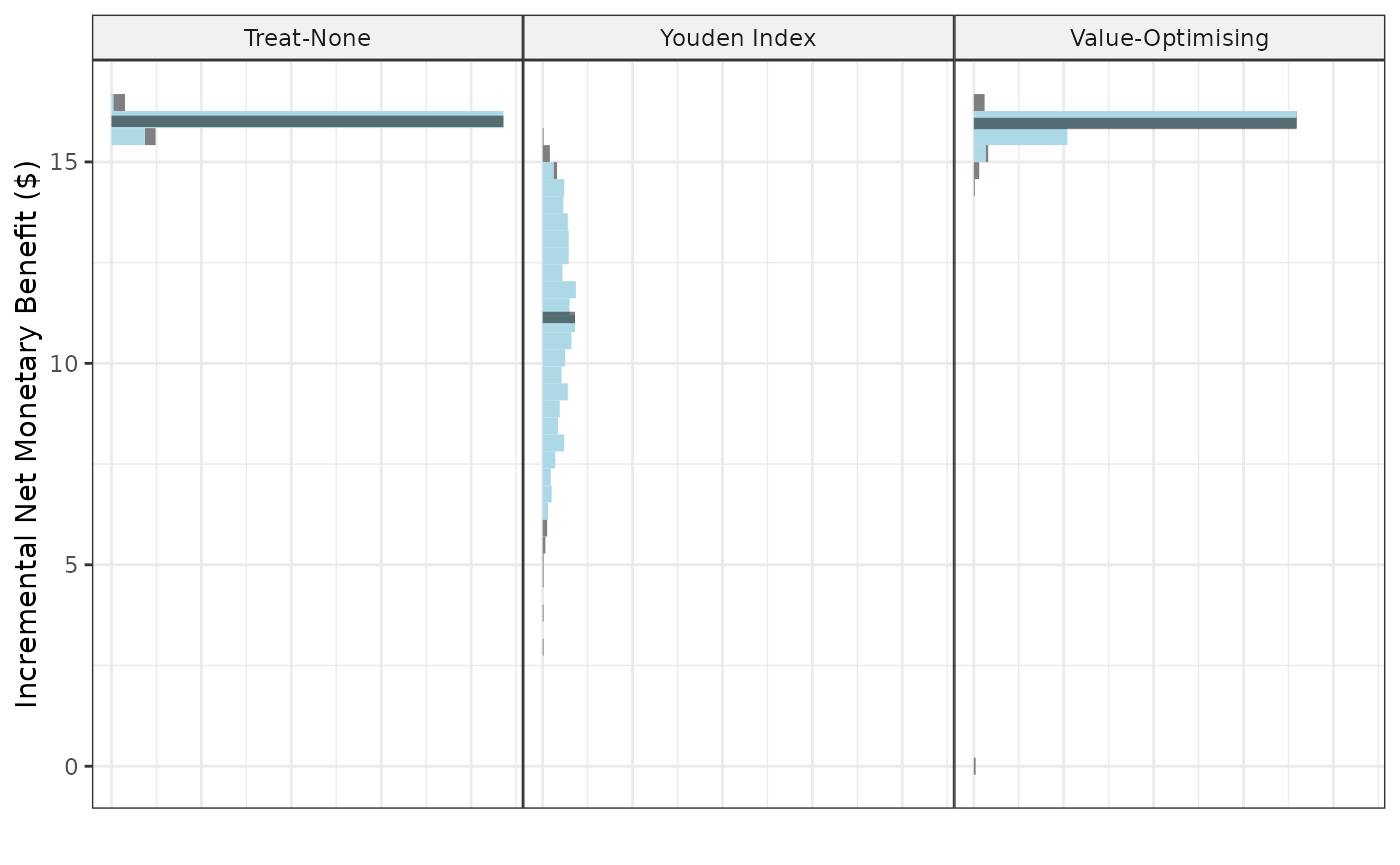 Treat-None
Youden Index
Value-Optimising
Incremental Net Monetary Benefit ($)
15
10
5
0